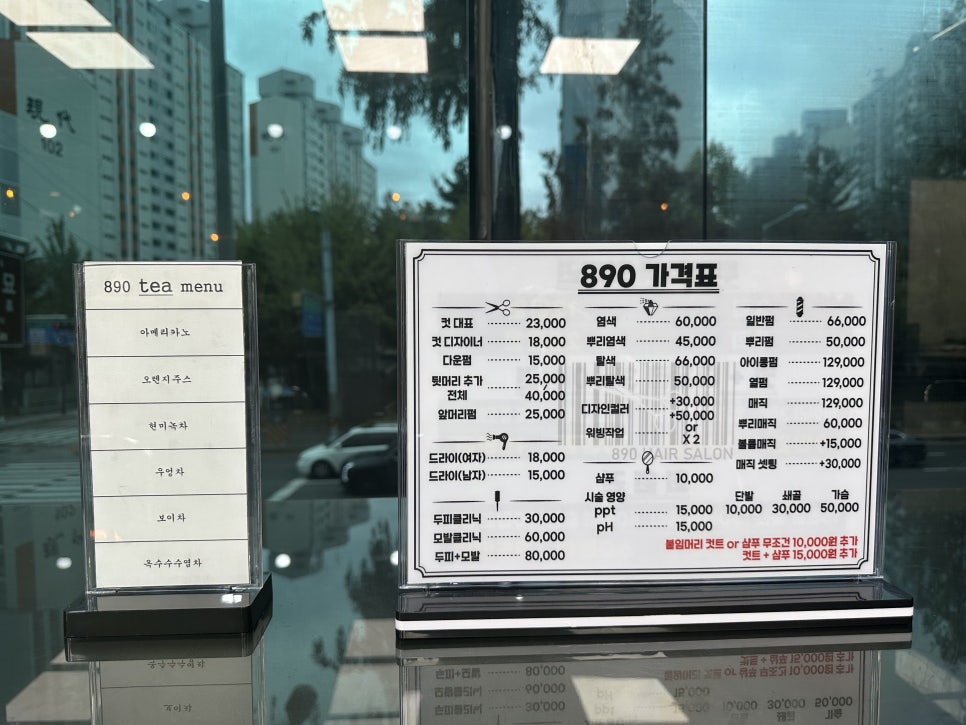 現代
102
890 tea menu
아메리카노
오렌지주스
현미녹차
우엉차
보이차
옥수수수염차
890 가격표
컷 대표 23,000
컷 디자이너 18,000
다운펌 15,000
뒷머리 추가 25,000
전체 40,000
앞머리펌 25,000
드라이(여자) 18,000
드라이(남자) 15,000
두피클리닉 30,000
모발클리닉 60,000
두피+모발 80,000
염색 60,000
뿌리염색 45,000
탈색 66,000
뿌리탈색 50,000
디자인컬러 +30,000
+50,000
워빙작업 or
X 2
샴푸 10,000
시술 영양
ppt 15,000
pH 15,000
일반펌 66,000
뿌리펌 50,000
아이롱펌 129,000
열펌 129,000
매직 129,000
뿌리매직 60,000
볼륨매직 +15,000
매직 셋팅 +30,000
890 HAIR SALON
단발 쇄골 가슴
10,000 30,000 50,000
붙임머리 컷트 or 샴푸 무조건 10,000원 추가
컷트 + 샴푸 15,000원 추가